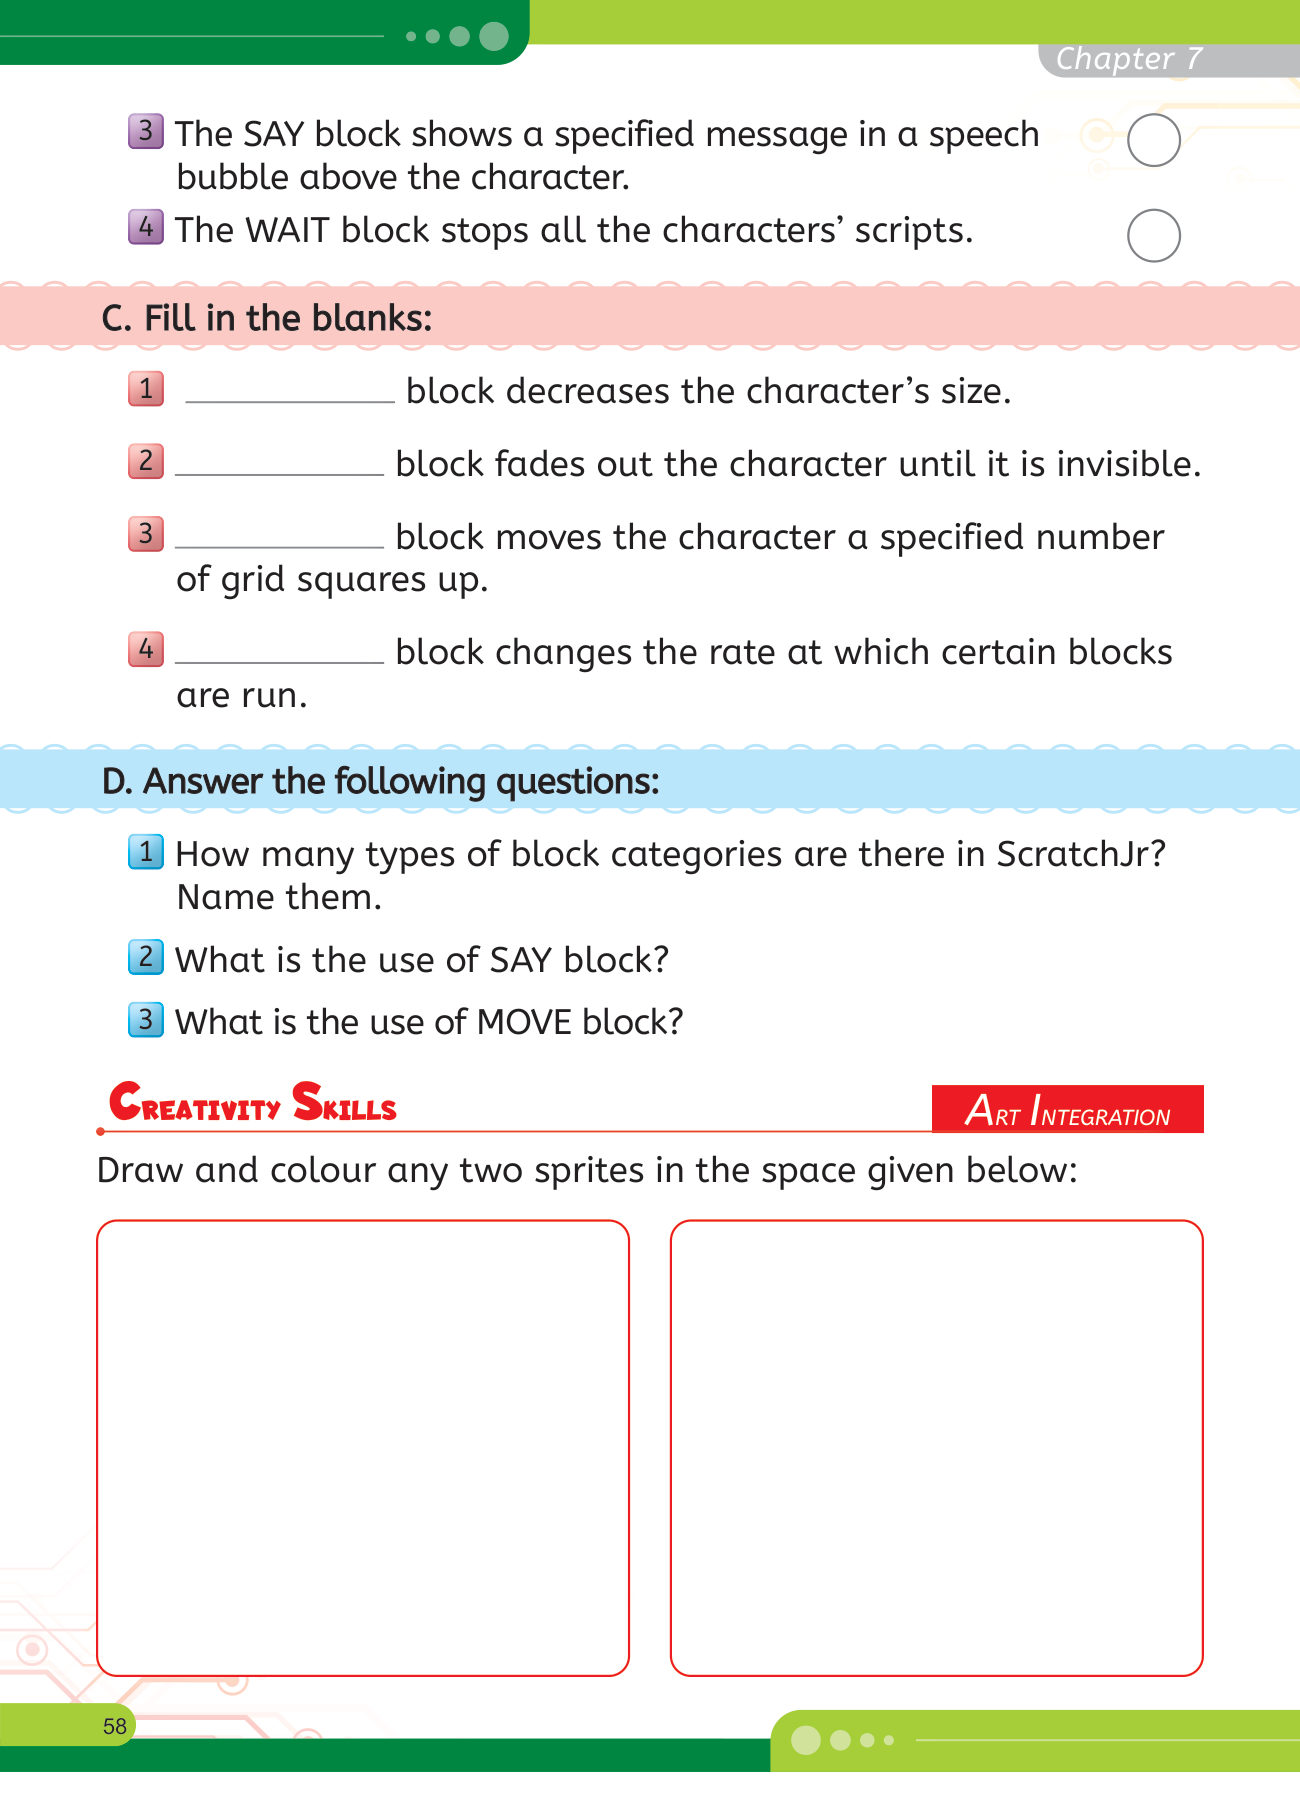 Chapter 7
3 The SAY block shows a specified message in a speech
bubble above the character.
4 The WAIT block stops all the characters’ scripts.
C. Fill in the blanks:
1 ____________ block decreases the character’s size.
2 ____________ block fades out the character until it is invisible.
3 ____________ block moves the character a specified number
of grid squares up.
4 ____________ block changes the rate at which certain blocks
are run.
D. Answer the following questions:
1 How many types of block categories are there in ScratchJr?
Name them.
2 What is the use of SAY block?
3 What is the use of MOVE block?
CREATIVITY SKILLS
ART INTEGRATION
Draw and colour any two sprites in the space given below:
58